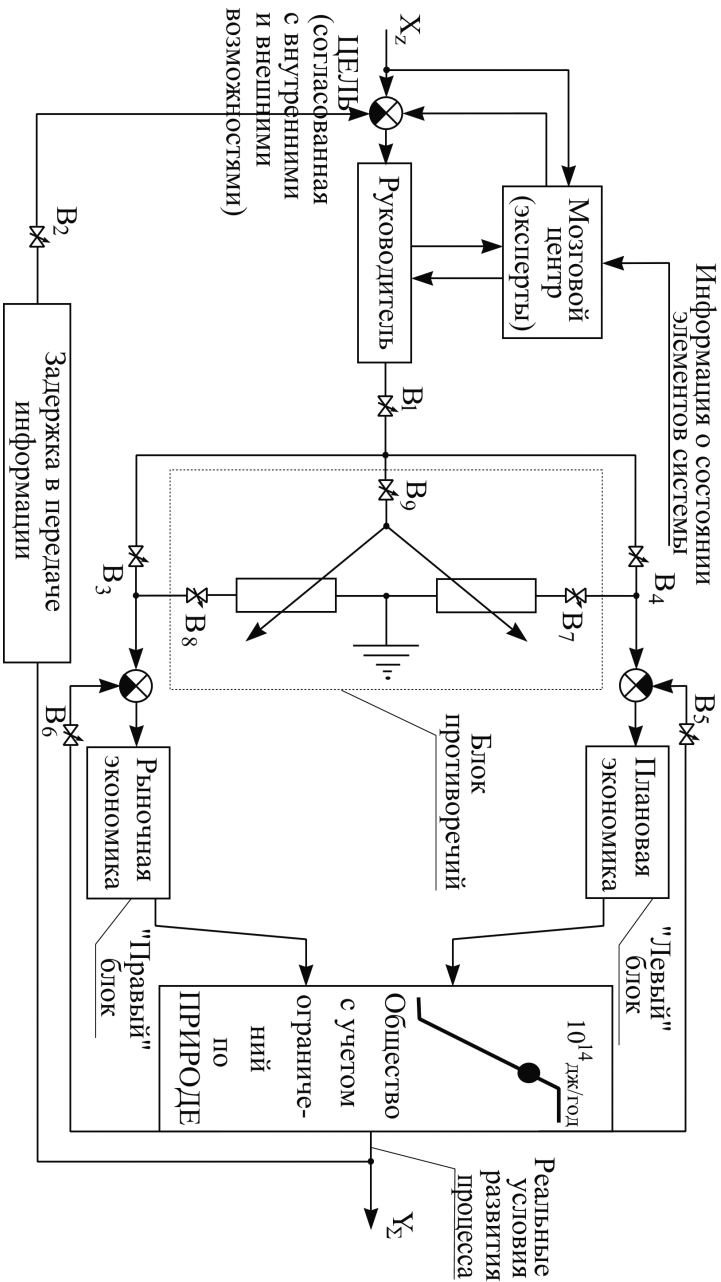 Информация о состоянии
элементов системы
Мозговой
центр
(эксперты)
X_Z
Руководитель
ЦЕЛЬ
(согласованная
с внутренними
и внешними
возможностями)
B₁
B₂
Задержка в передаче
информации
B₄
B₃
B₉
B₇
B₈
Блок
противоречий
B₅
B₆
Плановая
экономика
"Левый"
блок
Рыночная
экономика
"Правый"
блок
10¹⁴ дж/год
Общество
с учетом
ограниче-
ний
по
ПРИРОДЕ
Реальные
условия
развития
процесса
Y_Σ